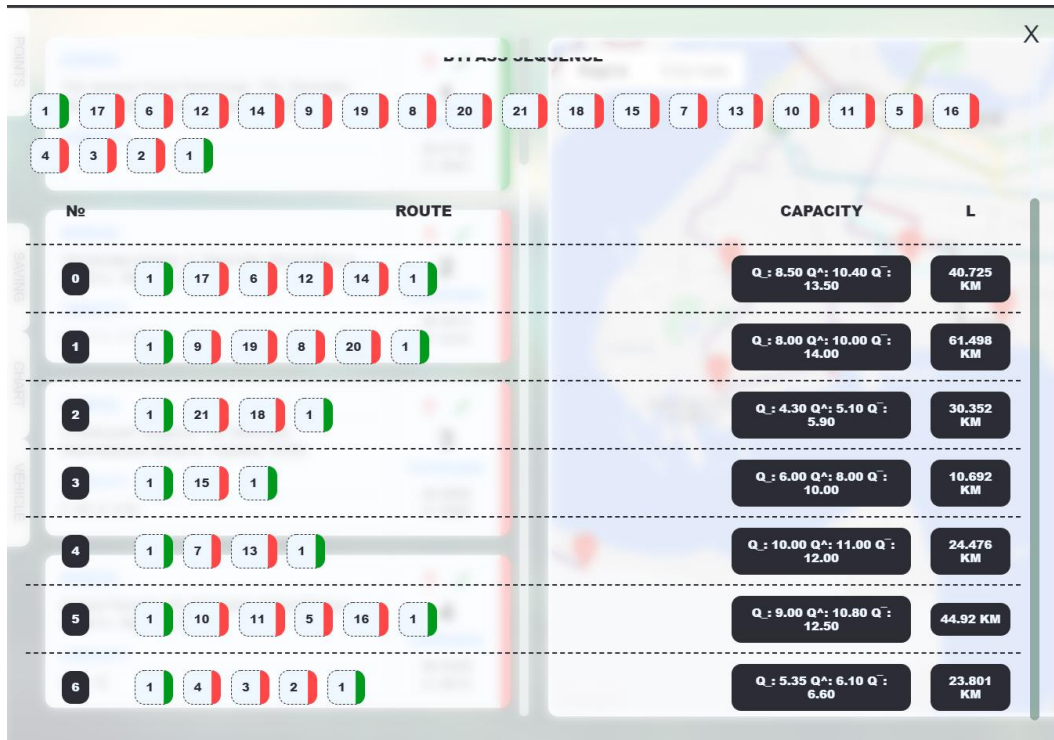 X
BYPASS SEQUENCE
1 17 6 12 14 9 19 8 20 21 18 15 7 13 10 11 5 16
4 3 2 1
№ ROUTE CAPACITY L
0 1 17 6 12 14 1 Q_: 8.50 Q^: 10.40 Q¯: 13.50 40.725 KM
1 1 9 19 8 20 1 Q_: 8.00 Q^: 10.00 Q¯: 14.00 61.498 KM
2 1 21 18 1 Q_: 4.30 Q^: 5.10 Q¯: 5.90 30.352 KM
3 1 15 1 Q_: 6.00 Q^: 8.00 Q¯: 10.00 10.692 KM
4 1 7 13 1 Q_: 10.00 Q^: 11.00 Q¯: 12.00 24.476 KM
5 1 10 11 5 16 1 Q_: 9.00 Q^: 10.80 Q¯: 12.50 44.92 KM
6 1 4 3 2 1 Q_: 5.35 Q^: 6.10 Q¯: 6.60 23.801 KM
POINTS
SAVING
CHART
VEHICLE